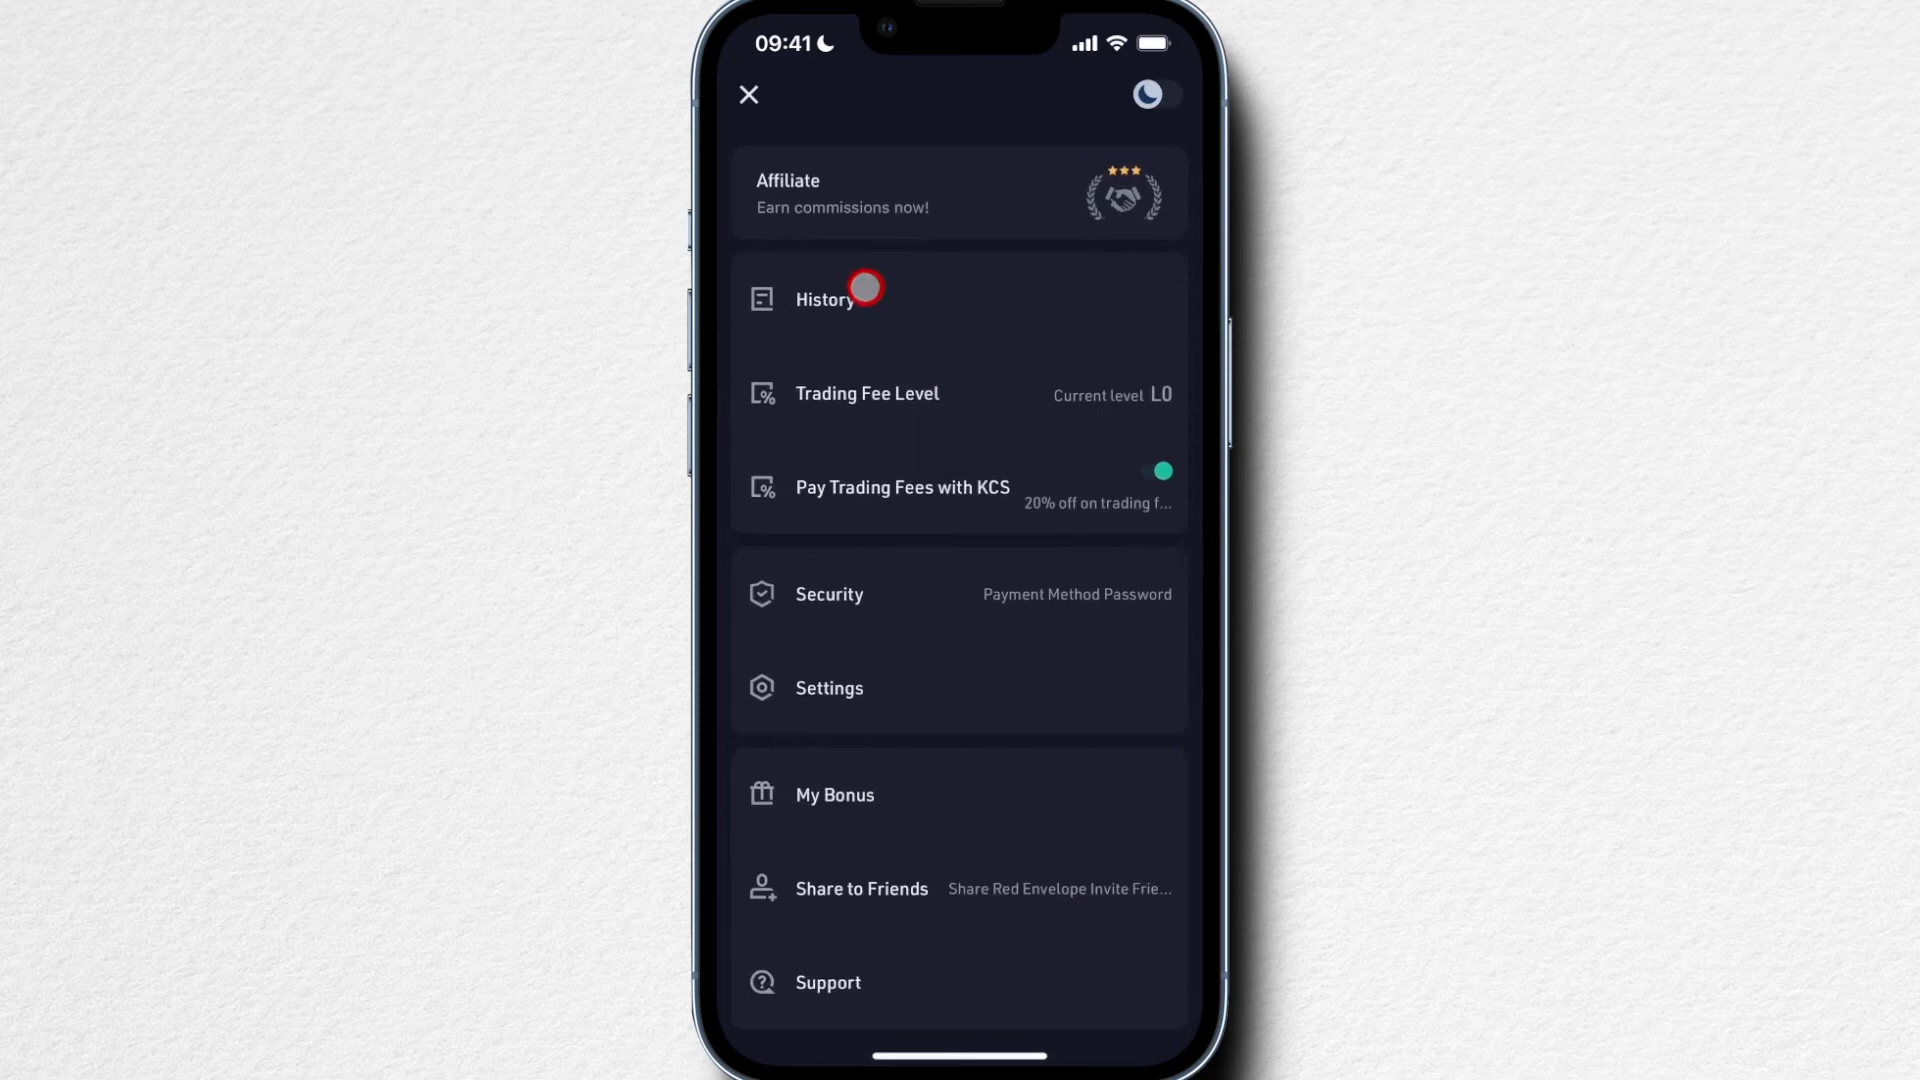 09:41
Affiliate
Earn commissions now!
History
Trading Fee Level
Current level L0
Pay Trading Fees with KCS
20% off on trading f...
Security
Payment Method Password
Settings
My Bonus
Share to Friends
Share Red Envelope Invite Frie...
Support